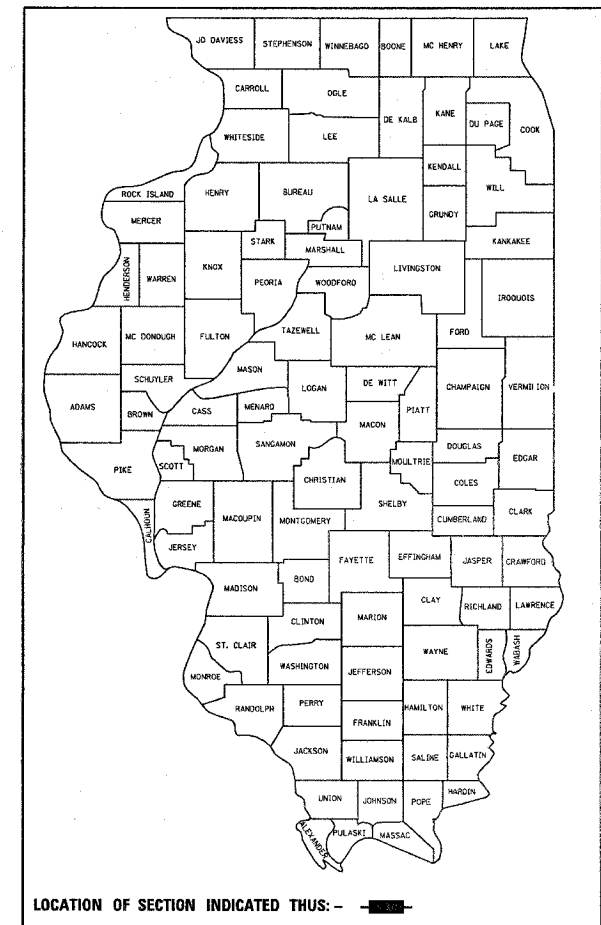 JO DAVIESS STEPHENSON WINNEBAGO BOONE MC HENRY LAKE
CARROLL OGLE DE KALB KANE DU PAGE COOK
WHITESIDE LEE
KENDALL WILL
ROCK ISLAND HENRY BUREAU LA SALLE GRUNDY
MERCER PUTNAM
STARK MARSHALL KANKAKEE
HENDERSON WARREN KNOX PEORIA WOODFORD LIVINGSTON IROQUOIS
HANCOCK MC DONOUGH FULTON TAZEWELL MC LEAN FORD
MASON
SCHUYLER LOGAN DE WITT CHAMPAIGN VERMILION
ADAMS BROWN CASS MENARD MACON PIATT
PIKE SCOTT MORGAN SANGAMON MOULTRIE DOUGLAS EDGAR
CHRISTIAN COLES
GREENE MACOUPIN MONTGOMERY SHELBY CUMBERLAND CLARK
CALHOUN JERSEY FAYETTE EFFINGHAM JASPER CRAWFORD
MADISON BOND CLAY RICHLAND LAWRENCE
CLINTON MARION
ST. CLAIR WASHINGTON JEFFERSON WAYNE EDWARDS WABASH
MONROE
RANDOLPH PERRY FRANKLIN HAMILTON WHITE
JACKSON WILLIAMSON SALINE GALLATIN
UNION JOHNSON POPE HARDIN
ALEXANDER PULASKI MASSAC
LOCATION OF SECTION INDICATED THUS: -